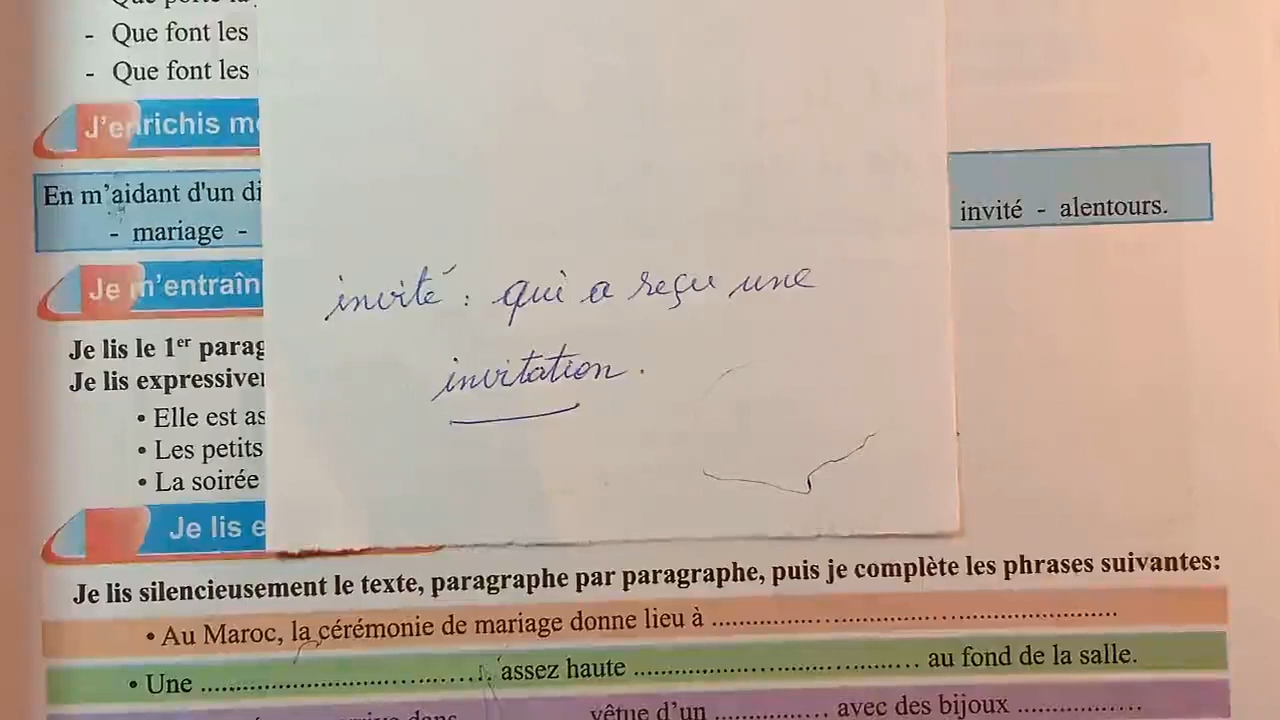 - Que font les
- Que font les
J'enrichis m
En m'aidant d'un di
- mariage -
invité - alentours.
Je m'entraîn
invité : qui a reçu une
invitation.
Je lis le 1er parag
Je lis expressive
• Elle est as
• Les petits
• La soirée
Je lis e
Je lis silencieusement le texte, paragraphe par paragraphe, puis je complète les phrases suivantes:
• Au Maroc, la cérémonie de mariage donne lieu à ..........................................................
• Une .......................................... assez haute .......................................... au fond de la salle.
dans vêtue d'un ................ avec des bijoux ..................